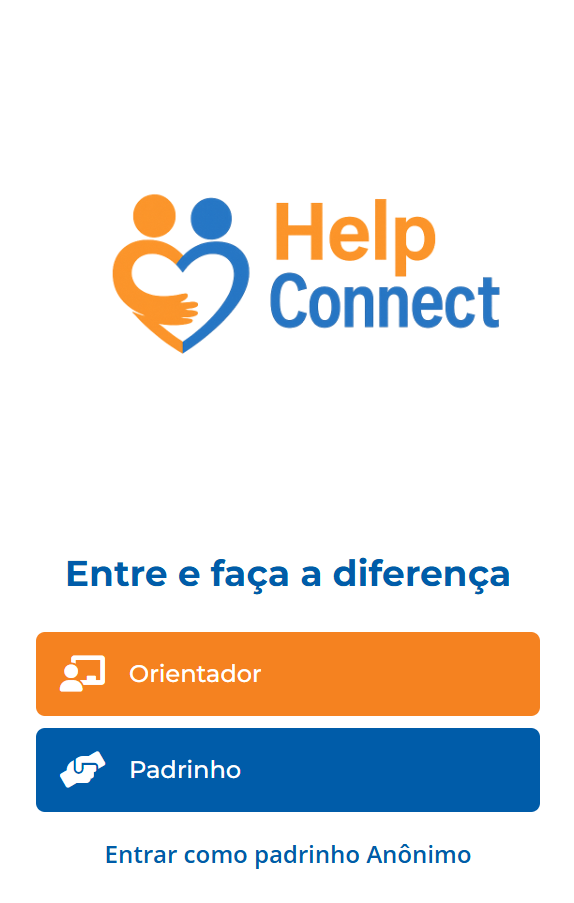 Help
Connect
Entre e faça a diferença
Orientador
Padrinho
Entrar como padrinho Anônimo